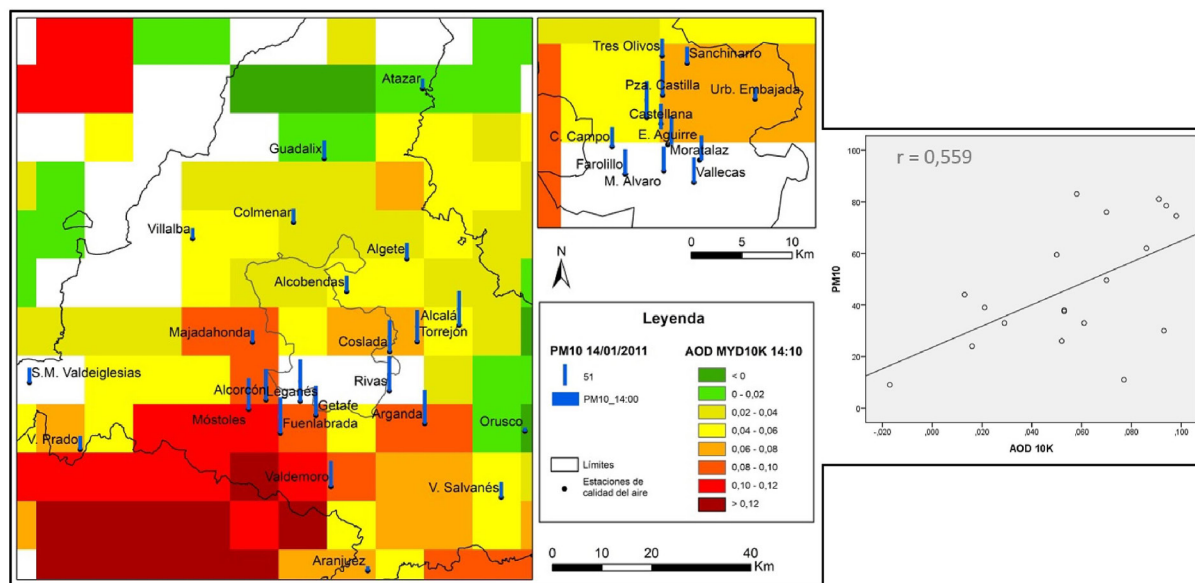 Atazar
Guadalix
Colmenar
Villalba
Algete
Alcobendas
Alcalá
Torrejón
Majadahonda
Coslada
S.M. Valdeiglesias
Rivas
Alcorcón
Leganés
Getafe
Arganda
Móstoles
Fuenlabrada
Orusco
V. Prado
Valdemoro
V. Salvanés
Aranjuez
Tres Olivos
Sanchinarro
Pza. Castilla
Urb. Embajada
Castellana
C. Campo
E. Aguirre
Moratalaz
Farolillo
M. Alvaro
Vallecas
0 5 10
Km
N
Leyenda
PM10 14/01/2011
51
PM10_14:00
Límites
Estaciones de
calidad del aire
AOD MYD10K 14:10
< 0
0 - 0,02
0,02 - 0,04
0,04 - 0,06
0,06 - 0,08
0,08 - 0,10
0,10 - 0,12
> 0,12
0 10 20 40
Km
r = 0,559
PM10
100
80
60
40
20
0
-,020 ,000 ,020 ,040 ,060 ,080 ,100
AOD 10K